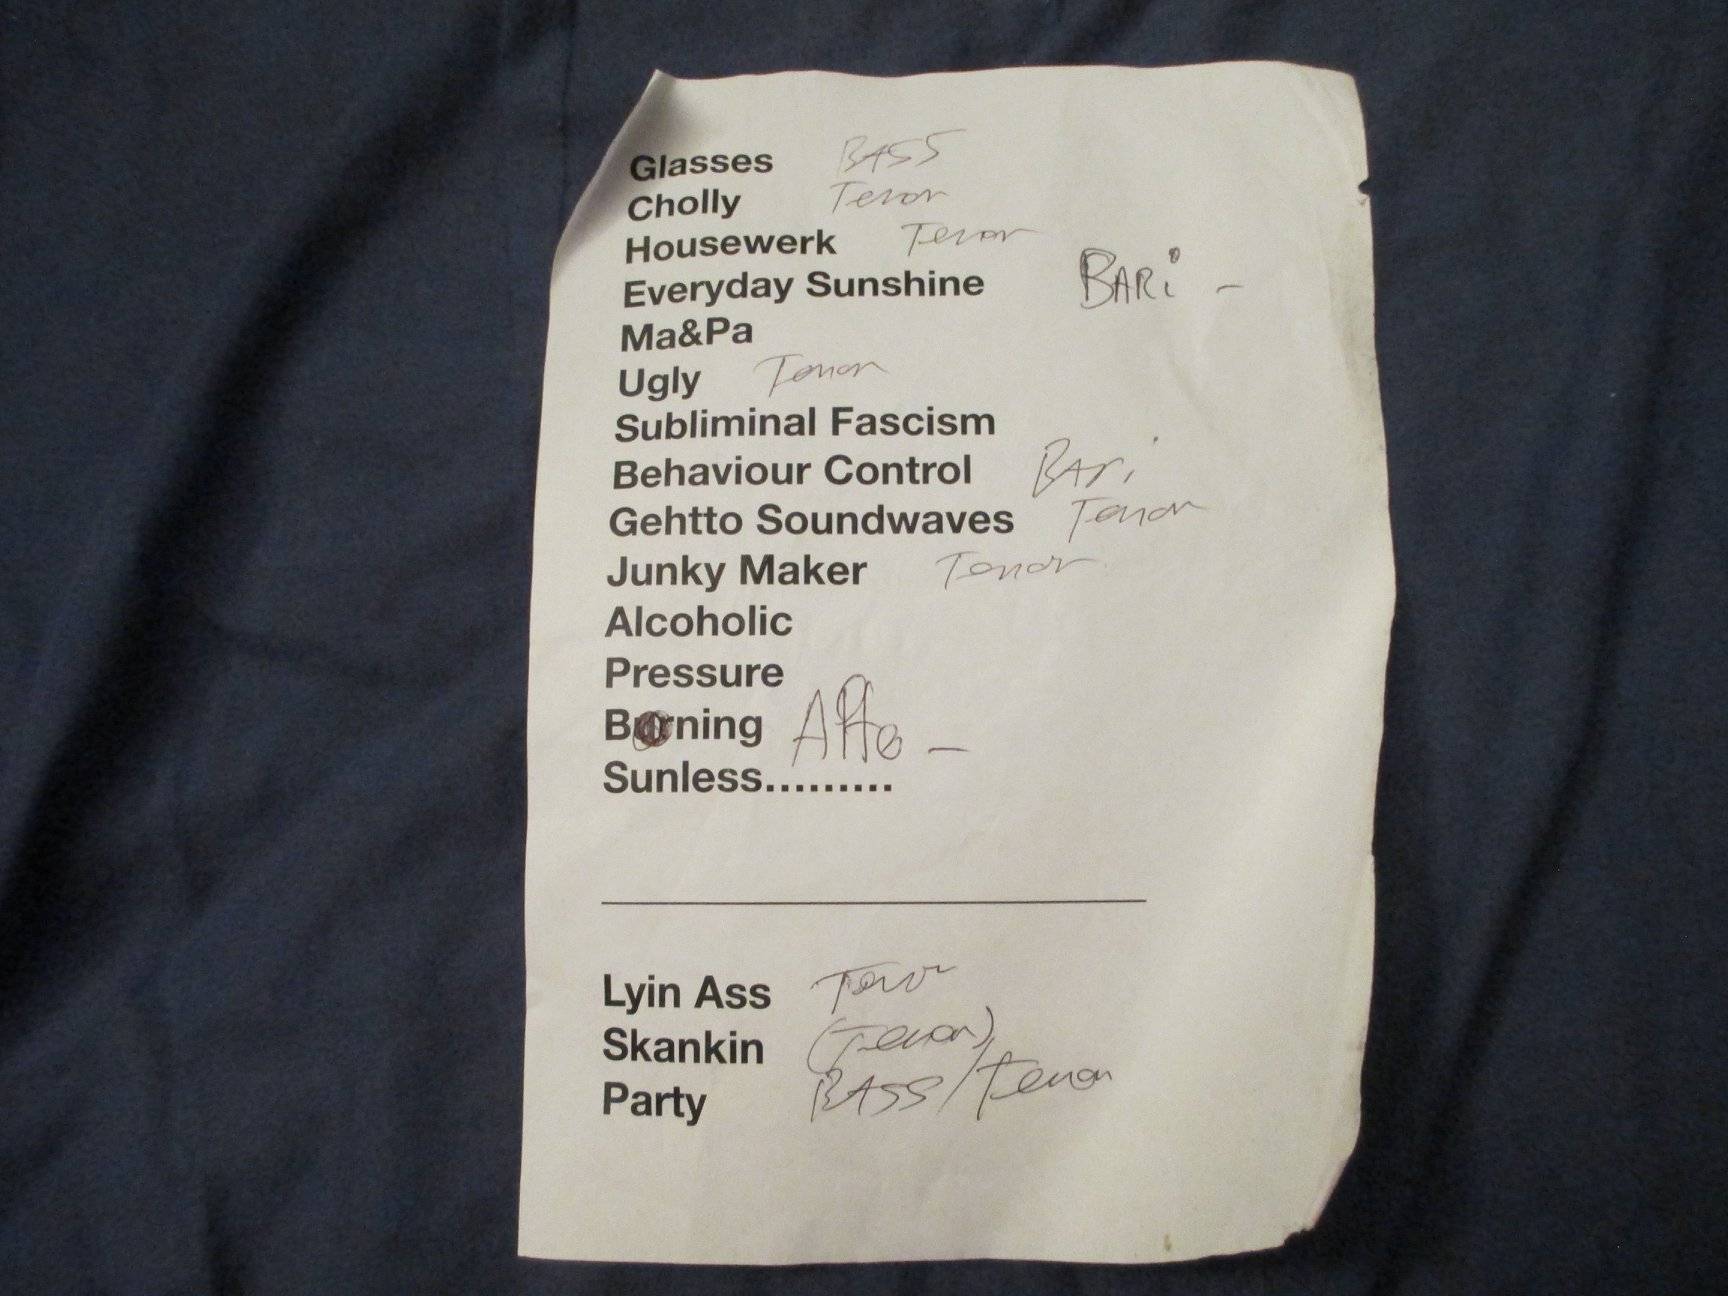 Glasses BASS
Cholly Tenor
Housewerk Tenor
Everyday Sunshine BARi -
Ma&Pa
Ugly Tenor
Subliminal Fascism
Behaviour Control BARi
Gehtto Soundwaves Tenor
Junky Maker Tenor
Alcoholic
Pressure
Burning Alto -
Sunless.........
Lyin Ass Tenor
Skankin (Tenor)
Party BASS/Tenor